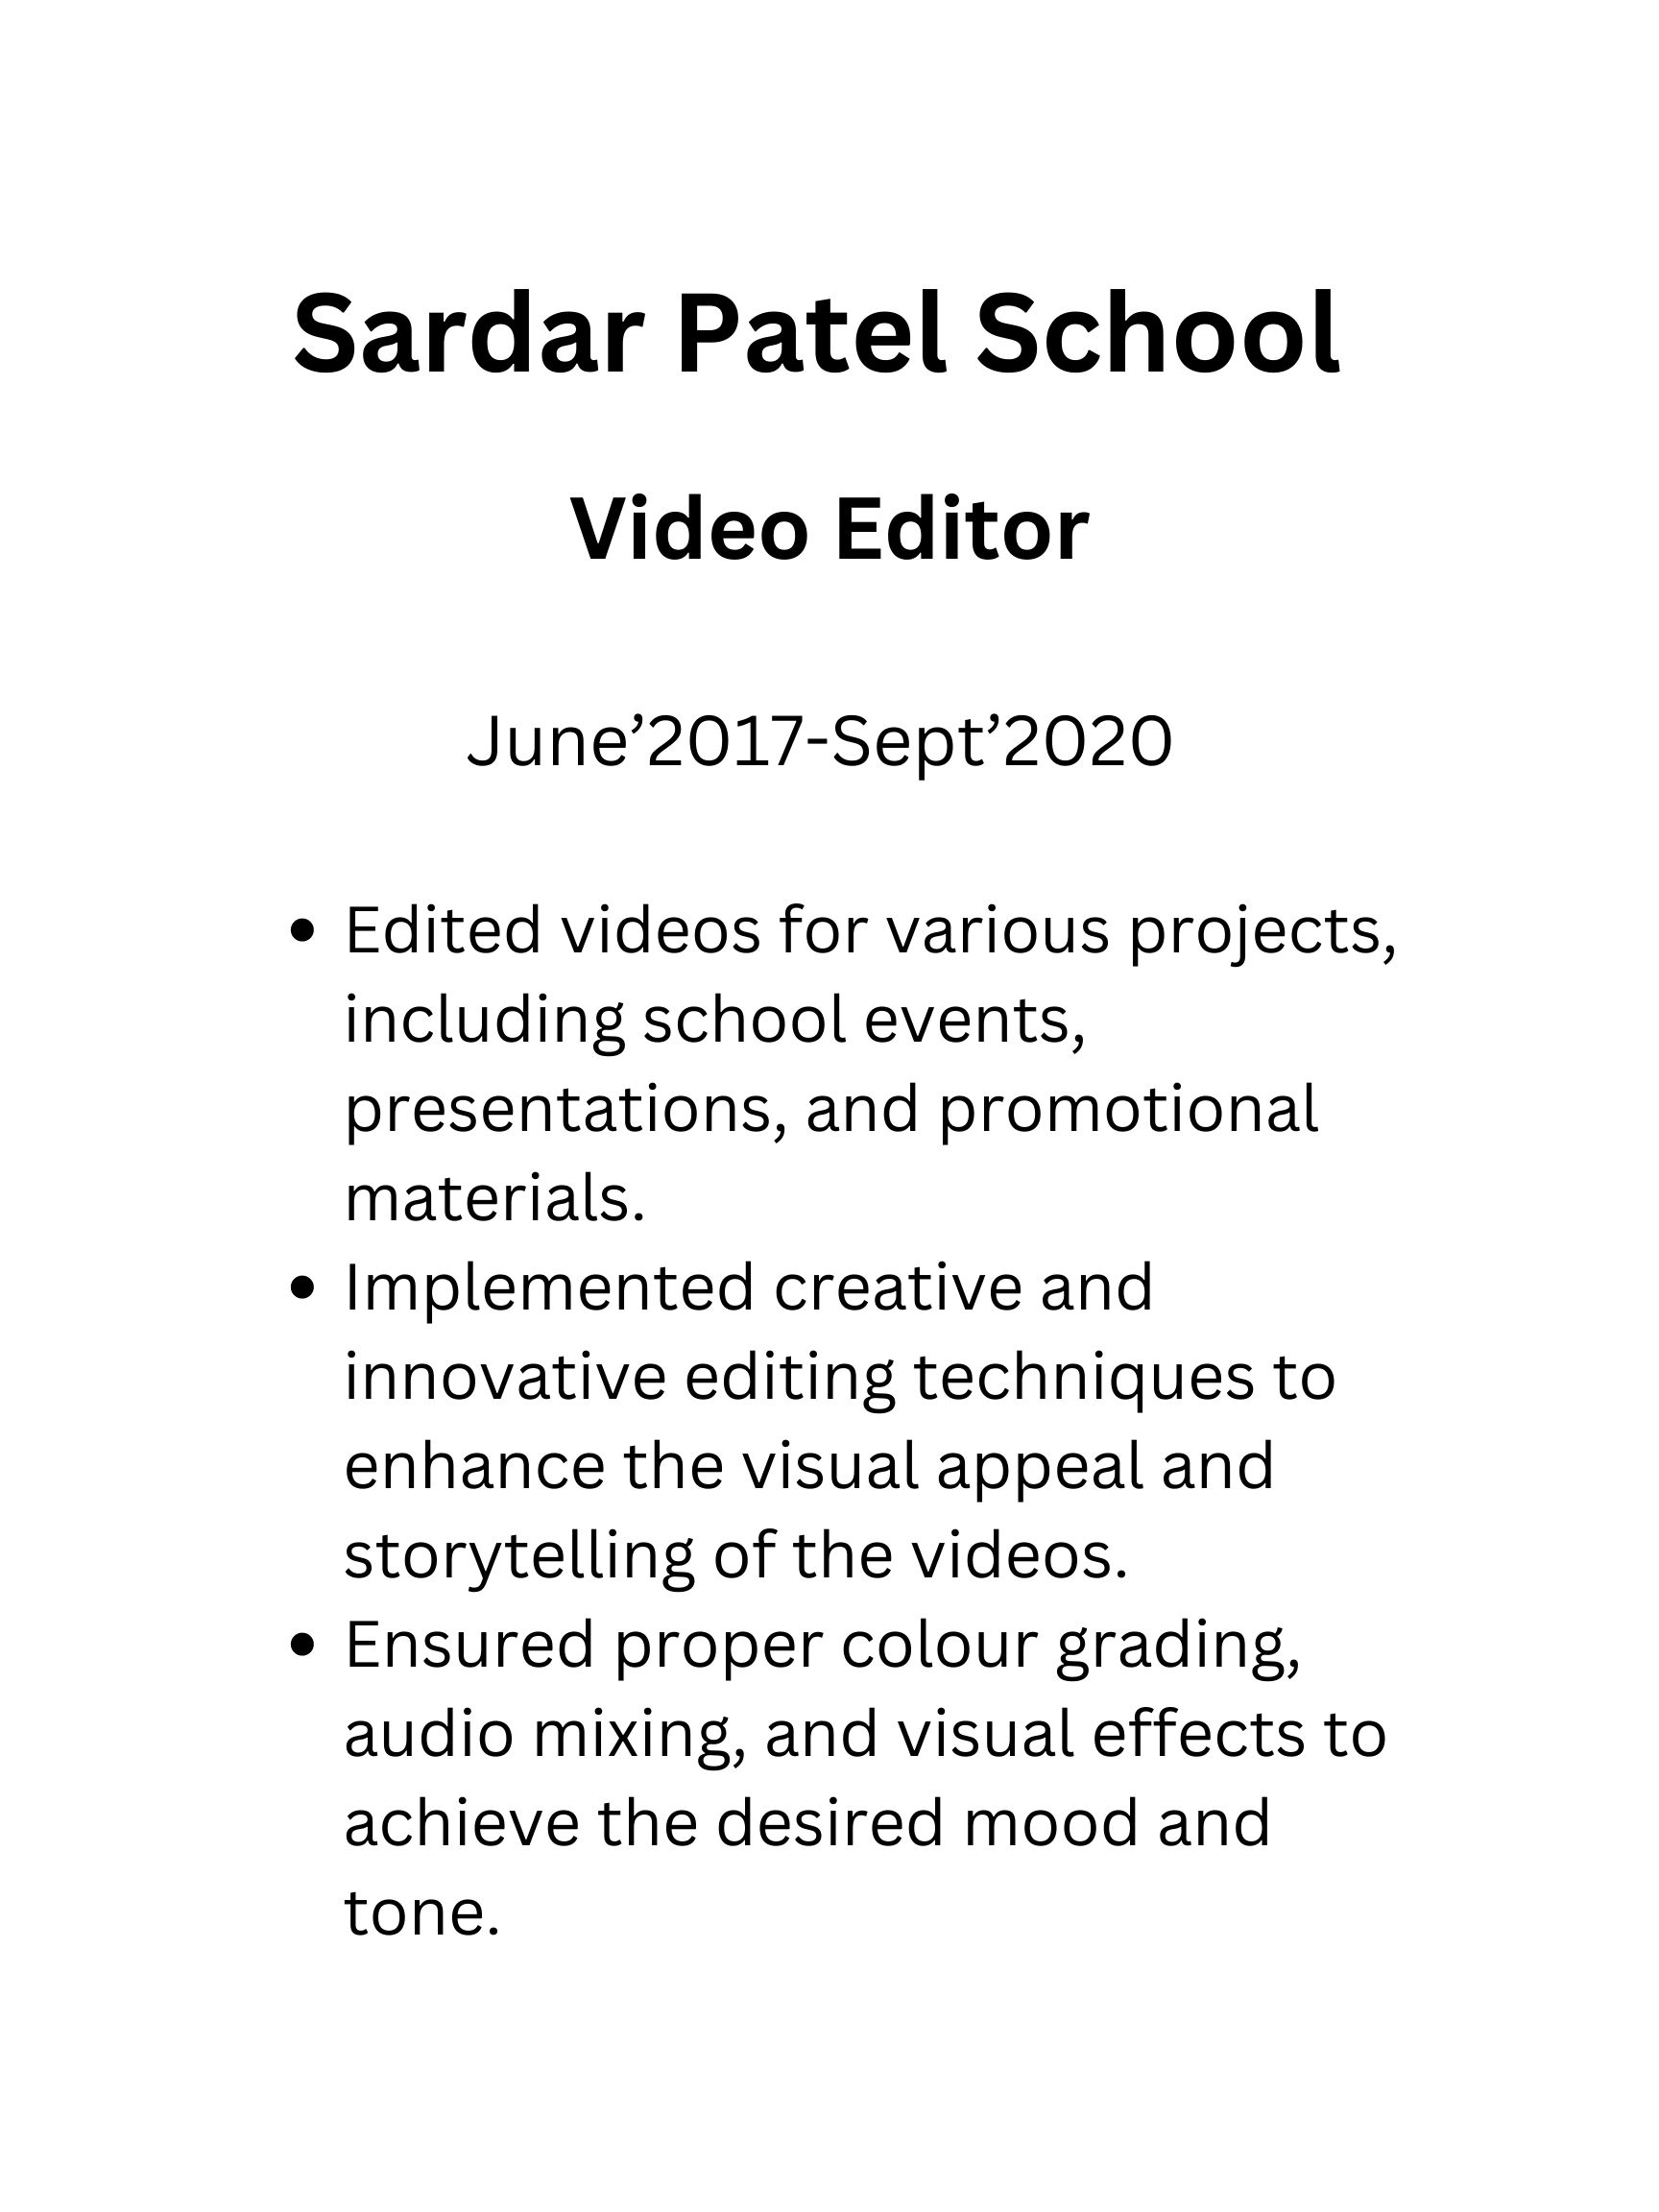 Sardar Patel School
Video Editor
June’2017-Sept’2020
• Edited videos for various projects,
including school events,
presentations, and promotional
materials.
• Implemented creative and
innovative editing techniques to
enhance the visual appeal and
storytelling of the videos.
• Ensured proper colour grading,
audio mixing, and visual effects to
achieve the desired mood and
tone.